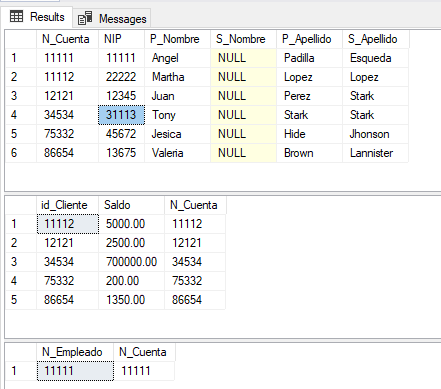 Results Messages
N_Cuenta NIP P_Nombre S_Nombre P_Apellido S_Apellido
1 11111 11111 Angel NULL Padilla Esqueda
2 11112 22222 Martha NULL Lopez Lopez
3 12121 12345 Juan NULL Perez Stark
4 34534 31113 Tony NULL Stark Stark
5 75332 45672 Jesica NULL Hide Jhonson
6 86654 13675 Valeria NULL Brown Lannister
id_Cliente Saldo N_Cuenta
1 11112 5000.00 11112
2 12121 2500.00 12121
3 34534 700000.00 34534
4 75332 200.00 75332
5 86654 1350.00 86654
N_Empleado N_Cuenta
1 11111 11111